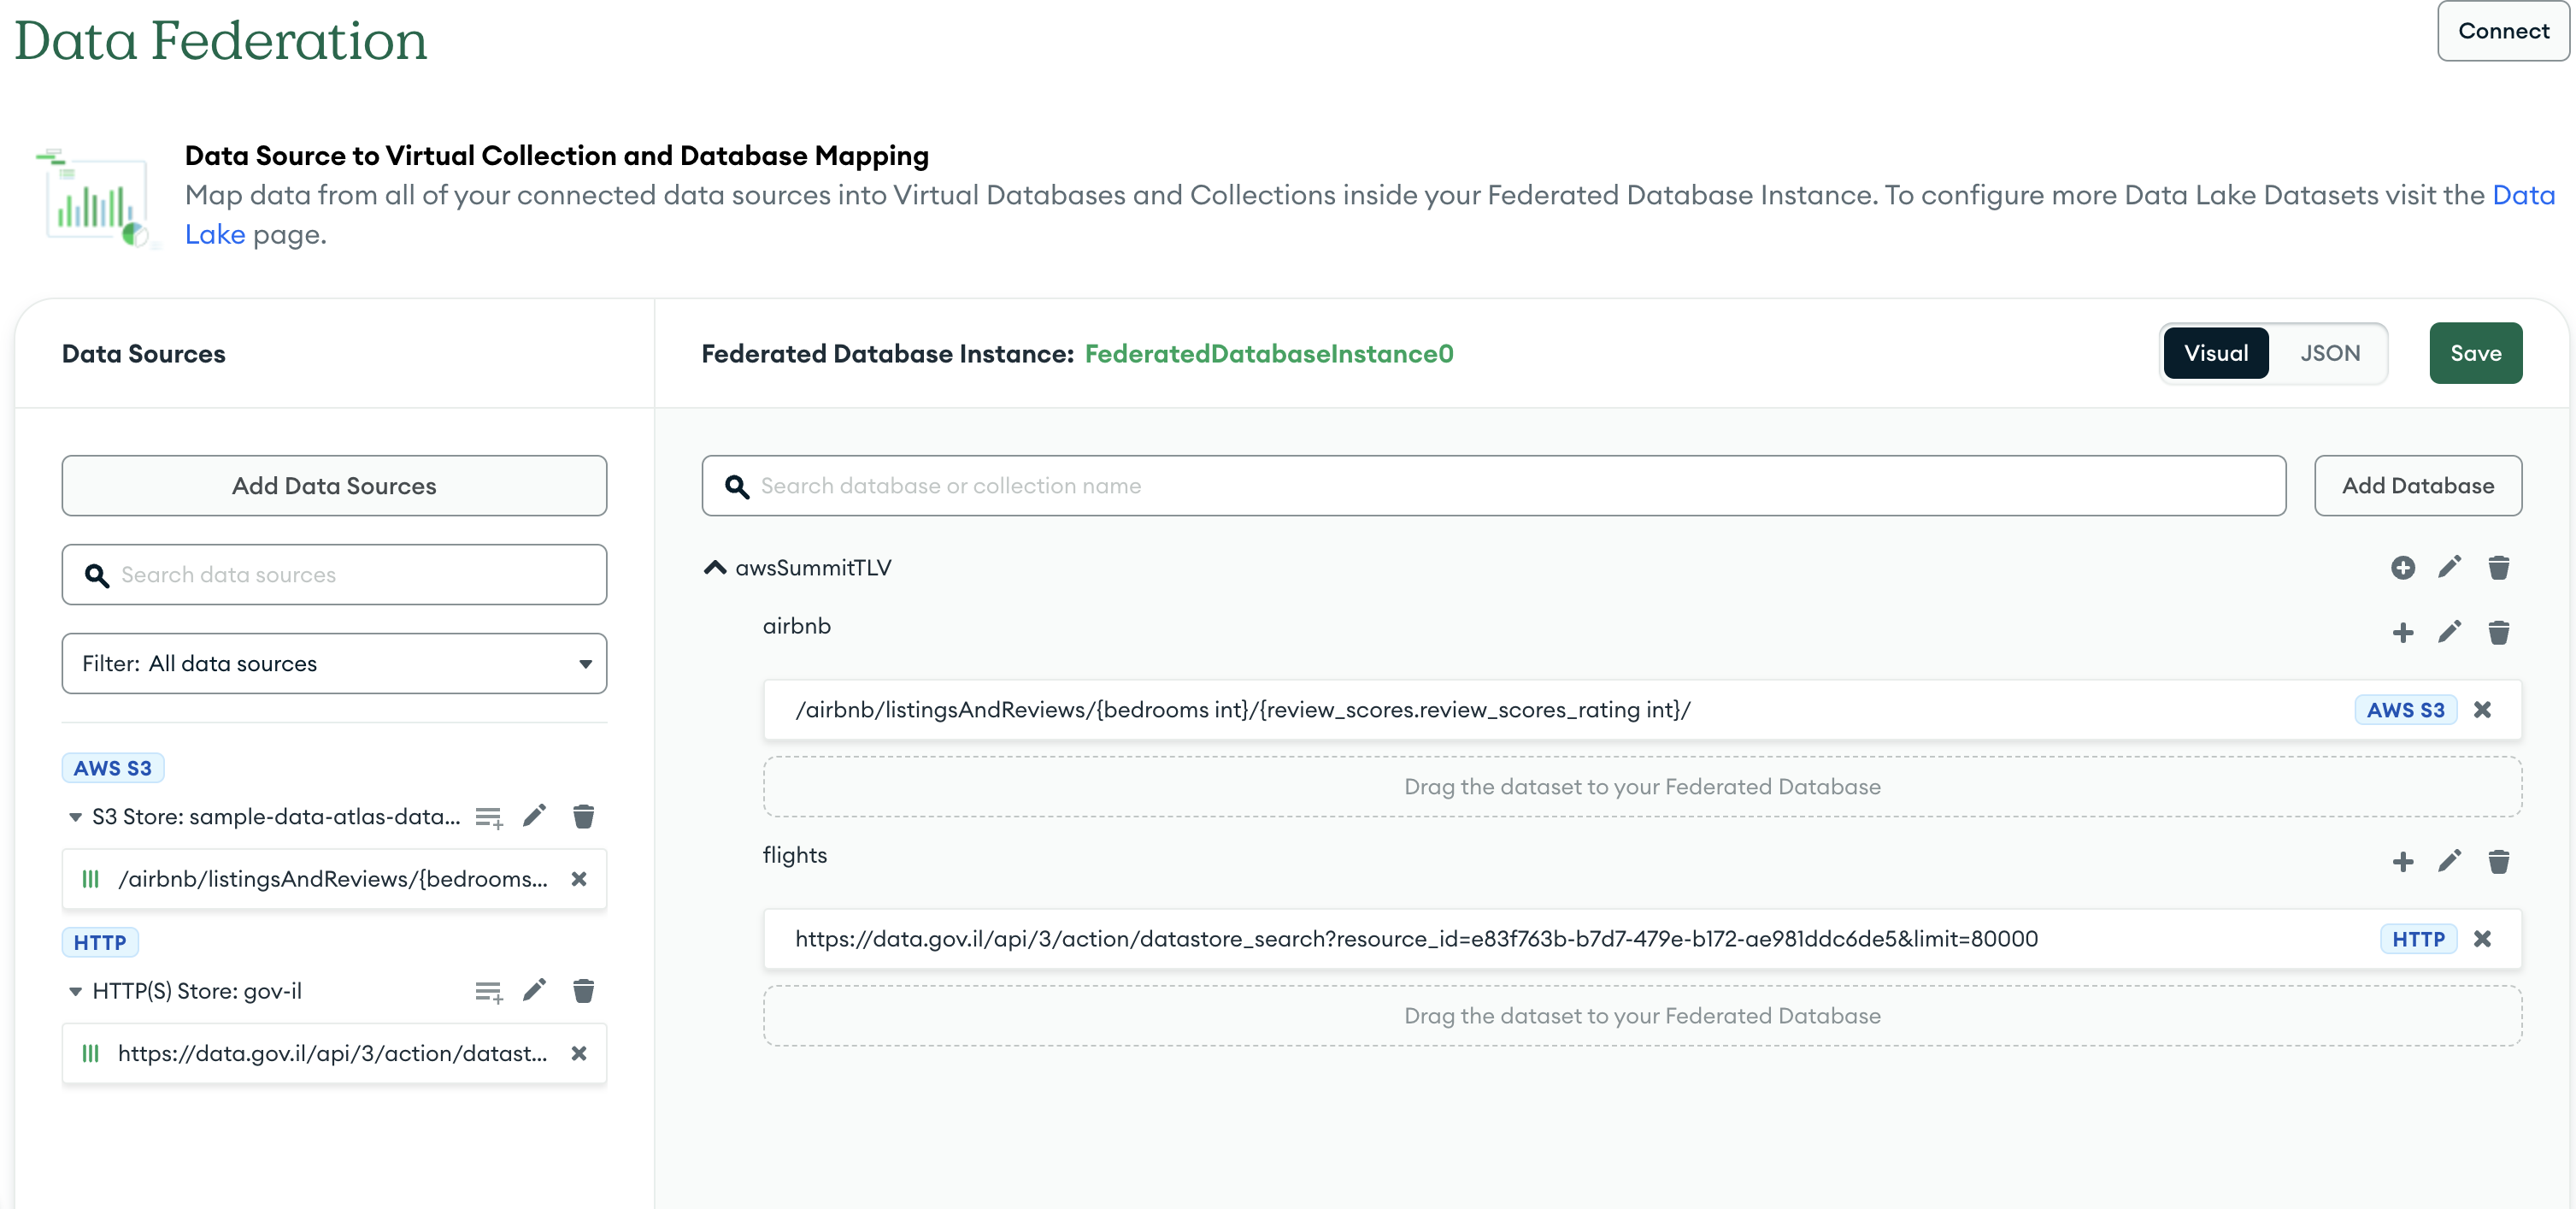 Data Federation
Connect
Data Source to Virtual Collection and Database Mapping
Map data from all of your connected data sources into Virtual Databases and Collections inside your Federated Database Instance. To configure more Data Lake Datasets visit the Data
Lake page.
Data Sources
Federated Database Instance: FederatedDatabaseInstance0
Visual
JSON
Save
Add Data Sources
Search data sources
Filter: All data sources
AWS S3
S3 Store: sample-data-atlas-data...
/airbnb/listingsAndReviews/{bedrooms...
HTTP
HTTP(S) Store: gov-il
https://data.gov.il/api/3/action/datast...
Search database or collection name
Add Database
awsSummitTLV
airbnb
/airbnb/listingsAndReviews/{bedrooms int}/{review_scores.review_scores_rating int}/
AWS S3
Drag the dataset to your Federated Database
flights
https://data.gov.il/api/3/action/datastore_search?resource_id=e83f763b-b7d7-479e-b172-ae981ddc6de5&limit=80000
HTTP
Drag the dataset to your Federated Database